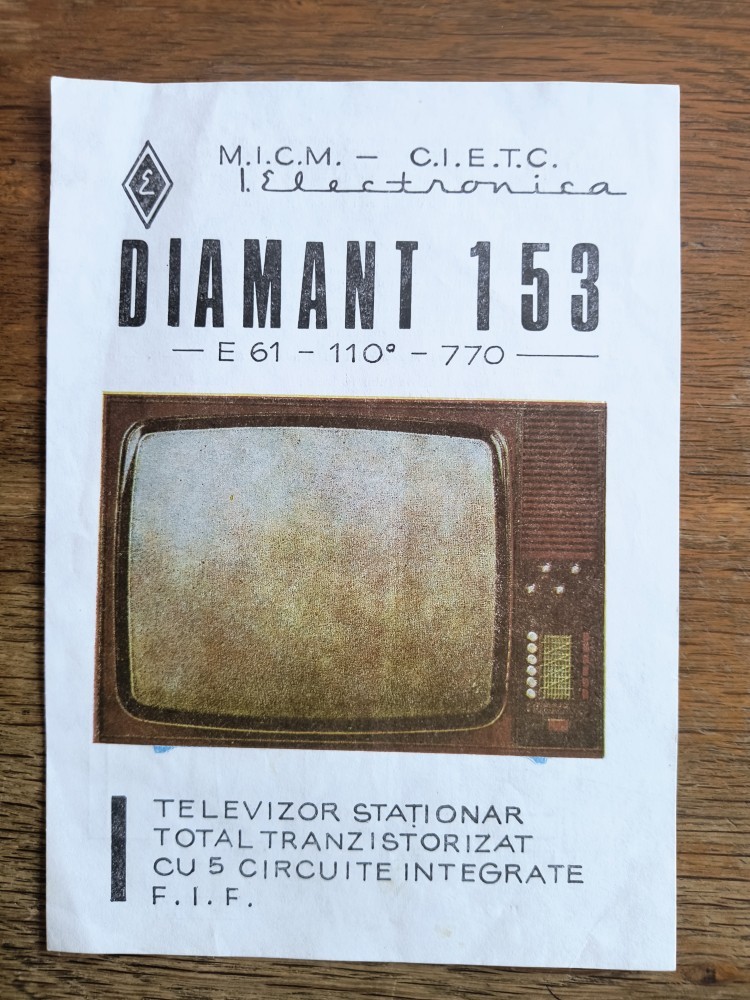 M.I.C.M. — C.I.E.T.C.
I. Electronica
DIAMANT 153
— E 61 – 110° – 770 —
TELEVIZOR STAȚIONAR
TOTAL TRANZISTORIZAT
CU 5 CIRCUITE INTEGRATE
F.I.F.